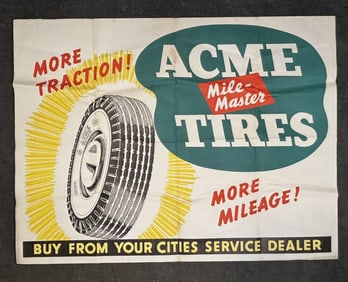 MORE
TRACTION!
ACME
Mile-
Master
TIRES
MORE
MILEAGE!
BUY FROM YOUR CITIES SERVICE DEALER